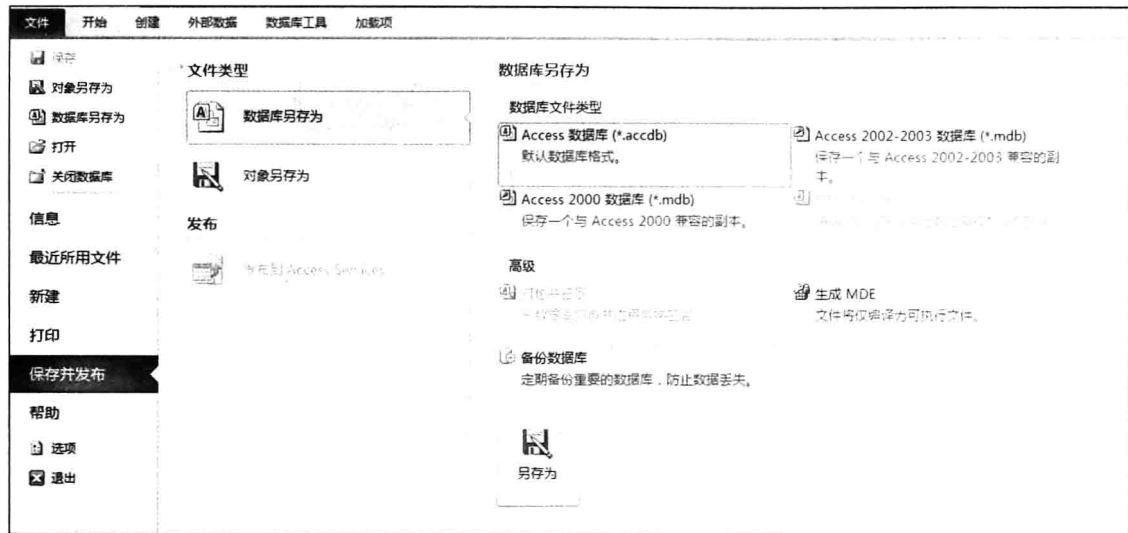 文件 开始 创建 外部数据 数据库工具 加载项
保存
对象另存为
数据库另存为
打开
关闭数据库
信息
最近所用文件
新建
打印
保存并发布
帮助
选项
退出
文件类型
数据库另存为
对象另存为
发布
发布到 Access Services
数据库另存为
数据库文件类型
Access 数据库 (*.accdb)
默认数据库格式。
Access 2002-2003 数据库 (*.mdb)
保存一个与 Access 2002-2003 兼容的副
本。
Access 2000 数据库 (*.mdb)
保存一个与 Access 2000 兼容的副本。
高级
生成 MDE
文件将仅编译为可执行文件。
备份数据库
定期备份重要的数据库，防止数据丢失。
另存为